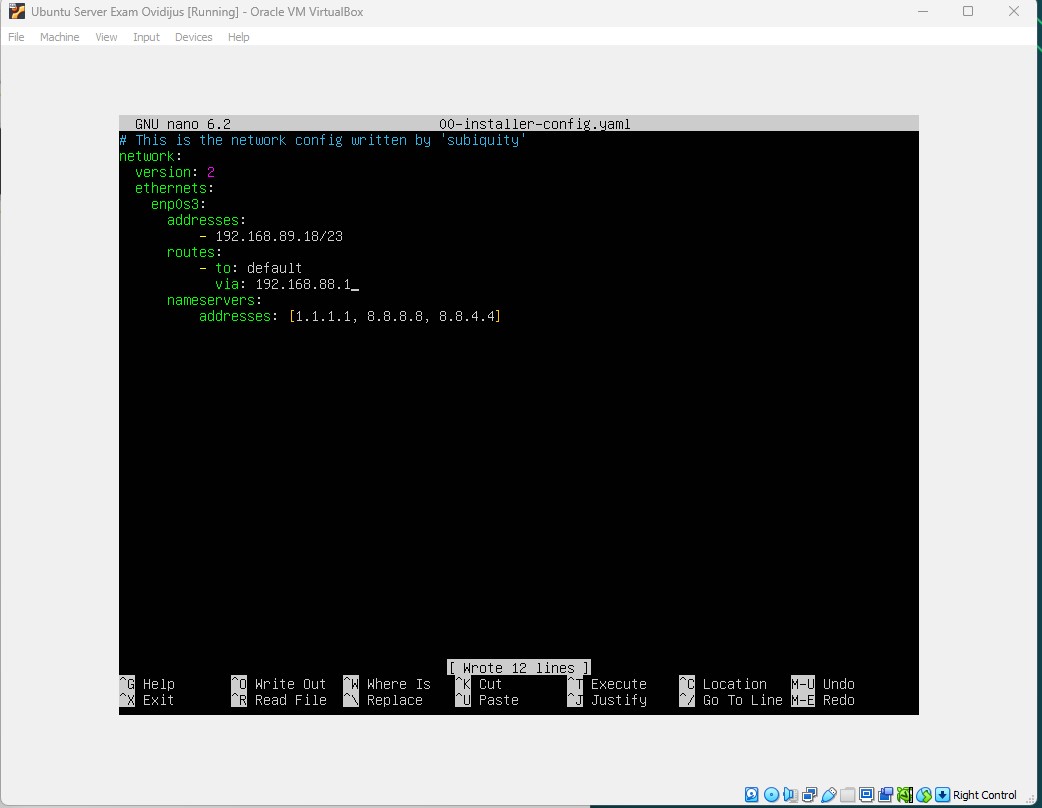 Ubuntu Server Exam Ovidijus [Running] - Oracle VM VirtualBox
File Machine View Input Devices Help
GNU nano 6.2 00-installer-config.yaml
# This is the network config written by 'subiquity'
network:
  version: 2
  ethernets:
    enp0s3:
      addresses:
          - 192.168.89.18/23
      routes:
          - to: default
            via: 192.168.88.1_
      nameservers:
          addresses: [1.1.1.1, 8.8.8.8, 8.8.4.4]
[ Wrote 12 lines ]
^G Help ^O Write Out ^W Where Is ^K Cut ^T Execute ^C Location M-U Undo
^X Exit ^R Read File ^\ Replace ^U Paste ^J Justify ^/ Go To Line M-E Redo
Right Control